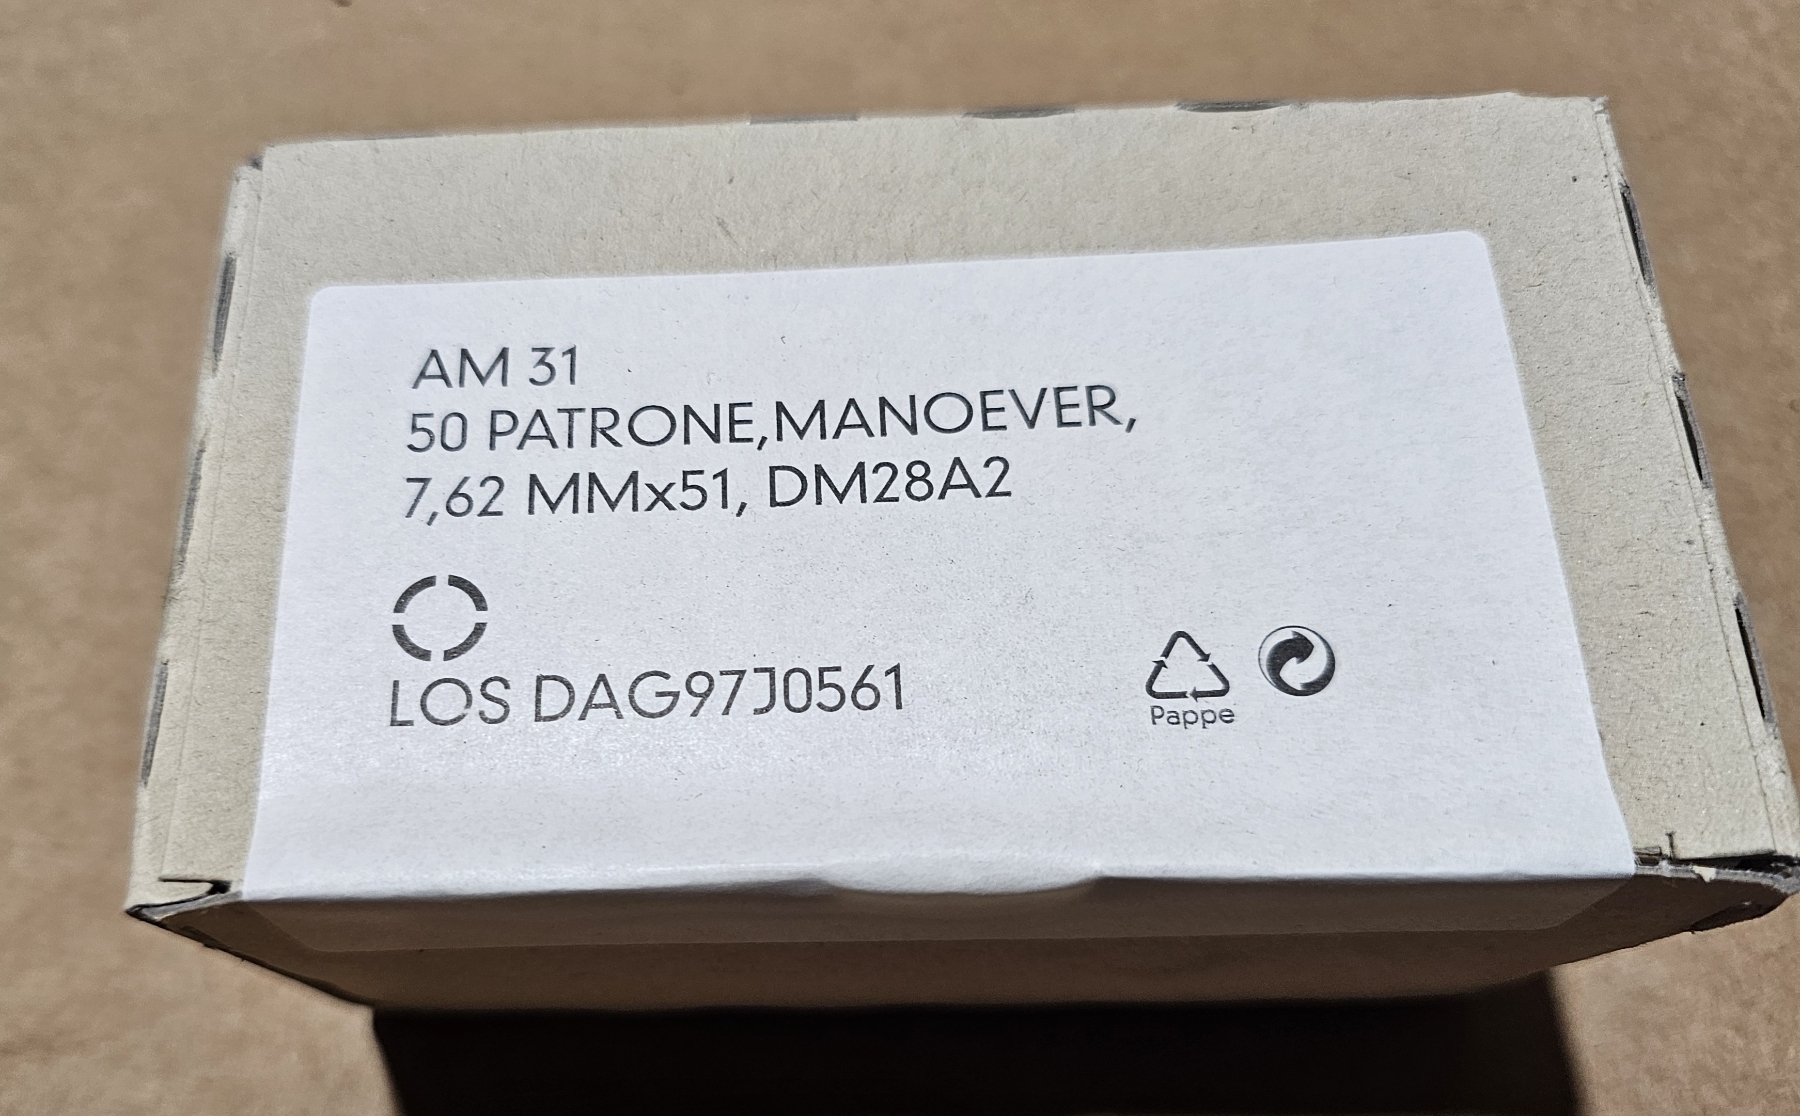 AM 31
50 PATRONE,MANOEVER,
7,62 MMx51, DM28A2
LOS DAG97J0561
Pappe